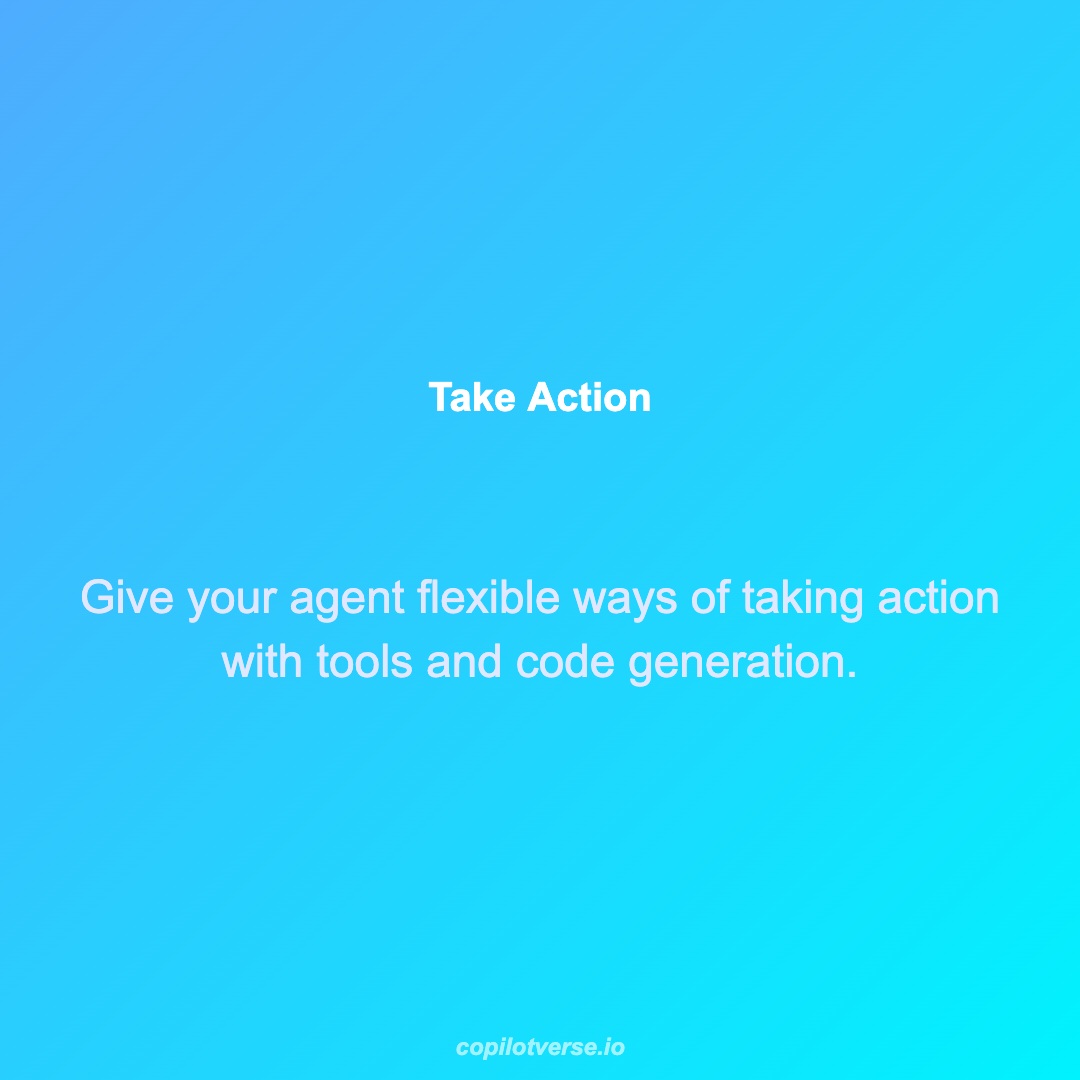 Take Action
Give your agent flexible ways of taking action
with tools and code generation.
copilotverse.io